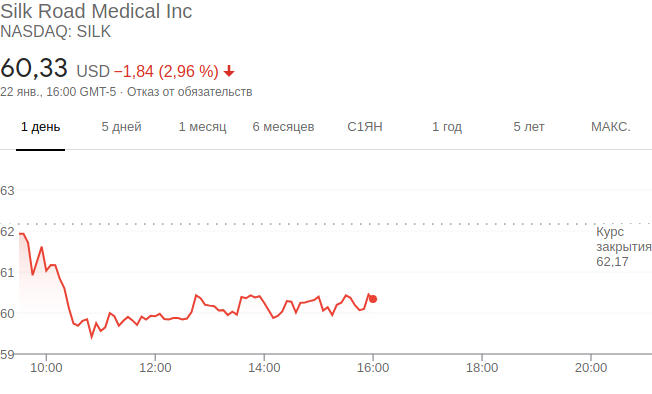 Silk Road Medical Inc
NASDAQ: SILK
60,33 USD −1,84 (2,96 %)
22 янв., 16:00 GMT-5 · Отказ от обязательств
1 день 5 дней 1 месяц 6 месяцев С1ЯН 1 год 5 лет МАКС.
63
62
61
60
59
Курс
закрытия
62,17
10:00 12:00 14:00 16:00 18:00 20:00